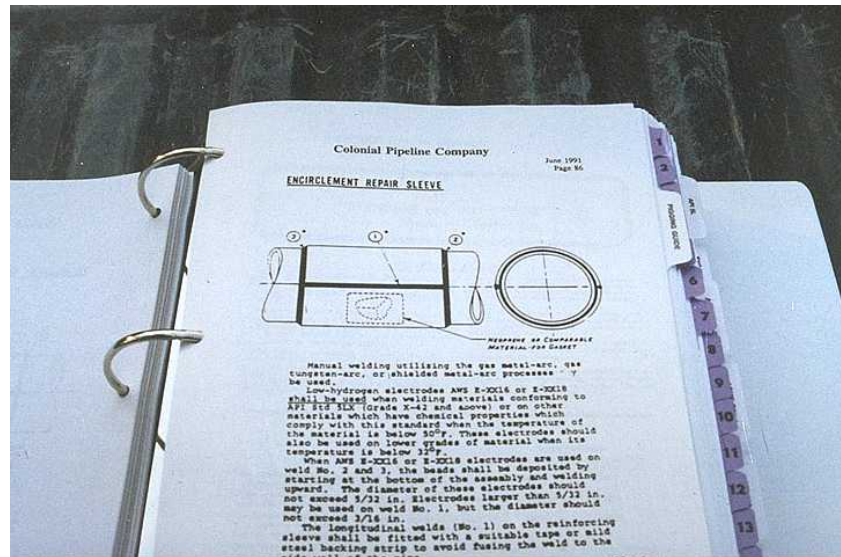 Colonial Pipeline Company
June 1991
Page 86
ENCIRCLEMENT REPAIR SLEEVE
3
1
2
NEOPRENE OR COMPARABLE
MATERIAL FOR GASKET
Manual welding utilizing the gas metal-arc, gas
tungsten-arc, or shielded metal-arc processes
be used.
Low-hydrogen electrodes AWS E-XX16 or E-XX18
shall be used when welding materials conforming to
API Std 5LX (Grade X-42 and above) or on other
materials which have chemical properties which
comply with this standard when the temperature of
the material is below 50°F. These electrodes should
also be used on lower grades of material when its
temperature is below 32°F.
When AWS E-XX16 or E-XX18 electrodes are used on
weld No. 2 and 3, the beads shall be deposited by
starting at the bottom of the assembly and welding
upward. The diameter of these electrodes should
not exceed 5/32 in. Electrodes larger than 5/32 in.
may be used on weld No. 1, but the diameter should
not exceed 3/16 in.
The longitudinal welds (No. 1) on the reinforcing
sleeve shall be fitted with a suitable tape or mild
steel backing strip to avoid fusing the weld to the
1
2
PIGGING GUIDE
API 5L
6
7
8
9
10
11
12
13